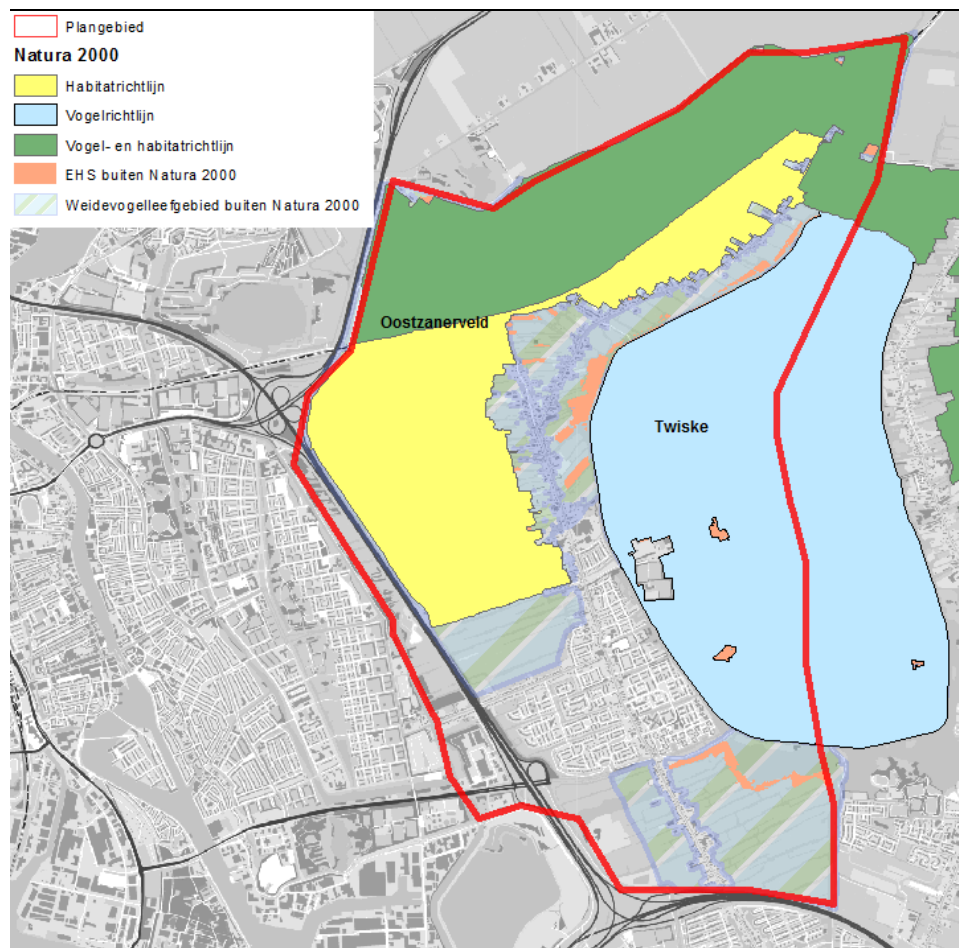 Plangebied
Natura 2000
Habitatrichtlijn
Vogelrichtlijn
Vogel- en habitatrichtlijn
EHS buiten Natura 2000
Weidevogelleefgebied buiten Natura 2000
Oostzanerveld
Twiske